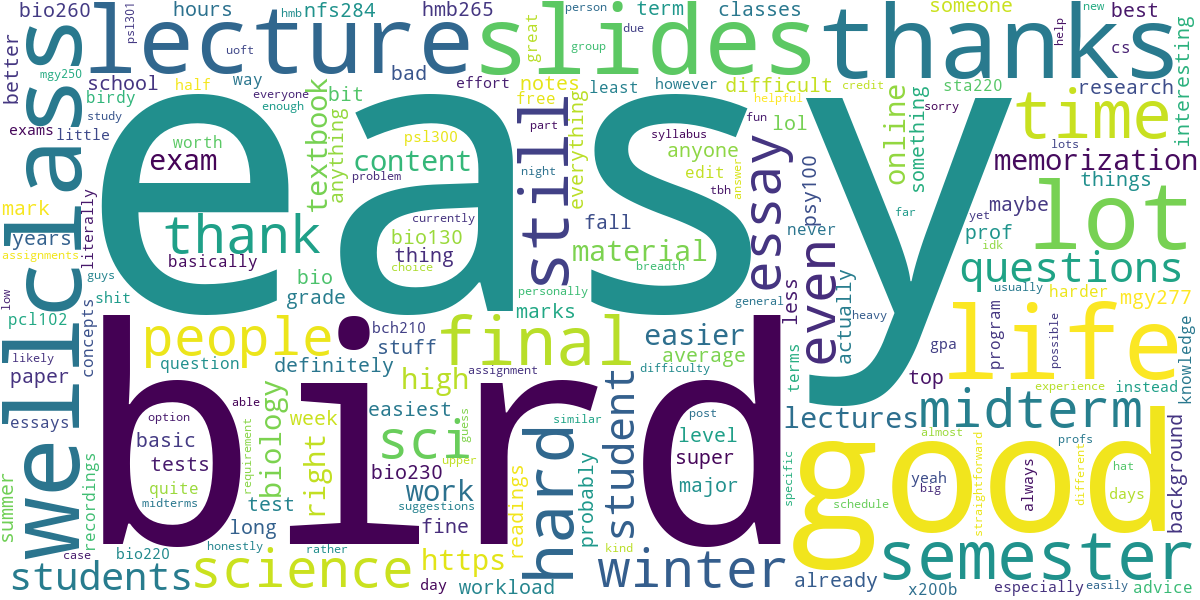 easy
bird
good
lecture
slides
thanks
well
class
lot
life
semester
final
hard
time
still
people
science
sci
winter
essay
even
student
students
midterm
thank
questions
memorization
exam
content
material
textbook
online
work
right
high
biology
https
lectures
easier
bio260
hours
nfs284
hmb
psl301
uoft
hmb265
term
great
person
group
due
classes
someone
best
help
new
cs
interesting
better
mgy250
school
half
way
bad
effort
notes
free
least
however
difficult
sta220
research
birdy
everyone
enough
bit
helpful
credit
something
sorry
study
exams
little
worth
anything
psl300
part
everything
syllabus
fun
lol
lots
problem
night
anyone
edit
tbh
answer
psy100
things
mark
years
literally
assignments
basically
currently
bio130
thing
choice
fall
breadth
never
far
yet
idk
maybe
prof
guys
shit
bio
grade
personally
marks
general
less
actually
usually
harder
mgy277
low
pcl102
concepts
bch210
stuff
heavy
gpa
program
possible
knowledge
likely
paper
question
definitely
assignment
average
difficulty
terms
top
experience
instead
essays
option
able
week
easiest
similar
post
basic
guess
level
super
almost
profs
background
summer
recordings
tests
quite
requirement
bio230
upper
readings
probably
major
specific
yeah
big
straightforward
always
different
hat
days
midterms
test
suggestions
schedule
case
bio220
honestly
long
rather
fine
day
kind
workload
already
x200b
especially
easily
advice